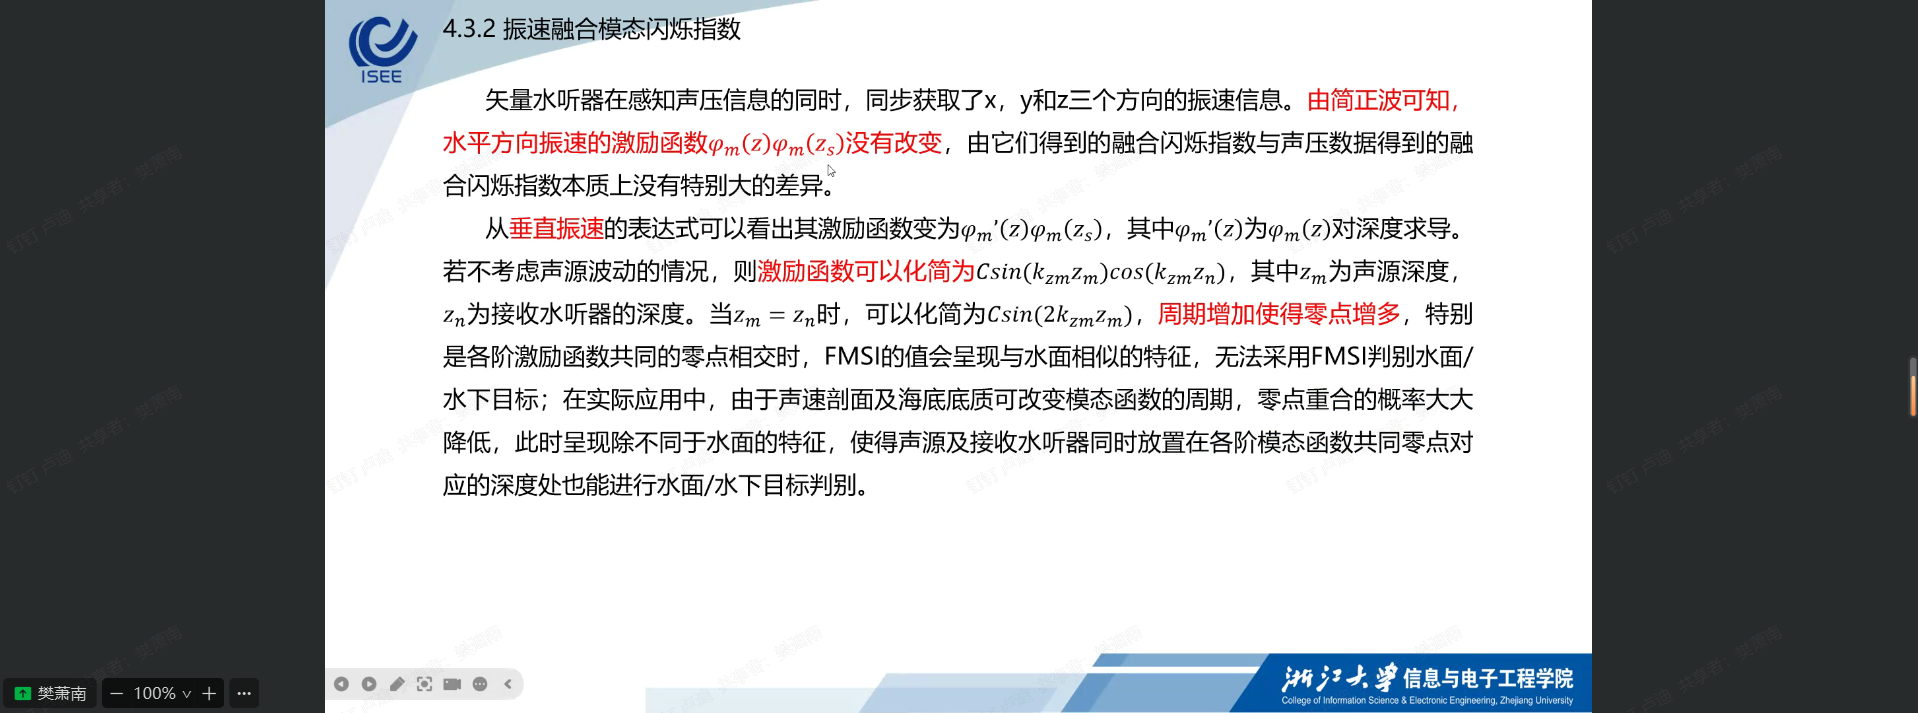 4.3.2 振速融合模态闪烁指数
ISEE
矢量水听器在感知声压信息的同时，同步获取了x，y和z三个方向的振速信息。由简正波可知，
水平方向振速的激励函数φm(z)φm(zs)没有改变，由它们得到的融合闪烁指数与声压数据得到的融
合闪烁指数本质上没有特别大的差异。
从垂直振速的表达式可以看出其激励函数变为φm’(z)φm(zs)，其中φm’(z)为φm(z)对深度求导。
若不考虑声源波动的情况，则激励函数可以化简为Csin(kzmzm)cos(kzmzn)，其中zm为声源深度，
zn为接收水听器的深度。当zm = zn时，可以化简为Csin(2kzmzm)，周期增加使得零点增多，特别
是各阶激励函数共同的零点相交时，FMSI的值会呈现与水面相似的特征，无法采用FMSI判别水面/
水下目标；在实际应用中，由于声速剖面及海底底质可改变模态函数的周期，零点重合的概率大大
降低，此时呈现除不同于水面的特征，使得声源及接收水听器同时放置在各阶模态函数共同零点对
应的深度处也能进行水面/水下目标判别。
浙江大学 信息与电子工程学院
College of Information Science & Electronic Engineering, Zhejiang University
樊萧南
100%